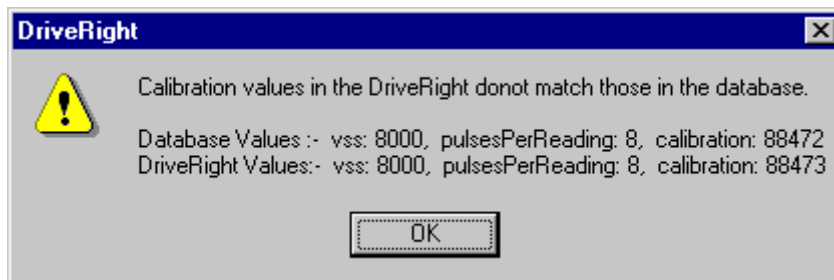 DriveRight
Calibration values in the DriveRight donot match those in the database.
Database Values :- vss: 8000, pulsesPerReading: 8, calibration: 88472
DriveRight Values:- vss: 8000, pulsesPerReading: 8, calibration: 88473
OK